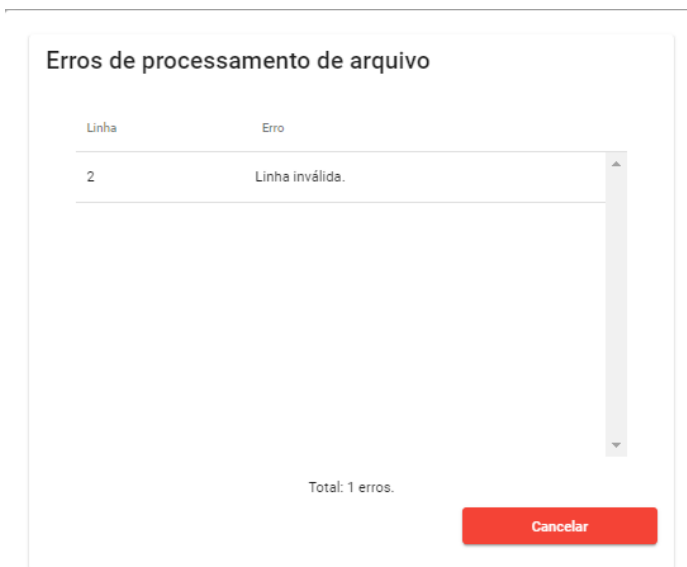 Erros de processamento de arquivo
Linha Erro
2 Linha inválida.
Total: 1 erros.
Cancelar